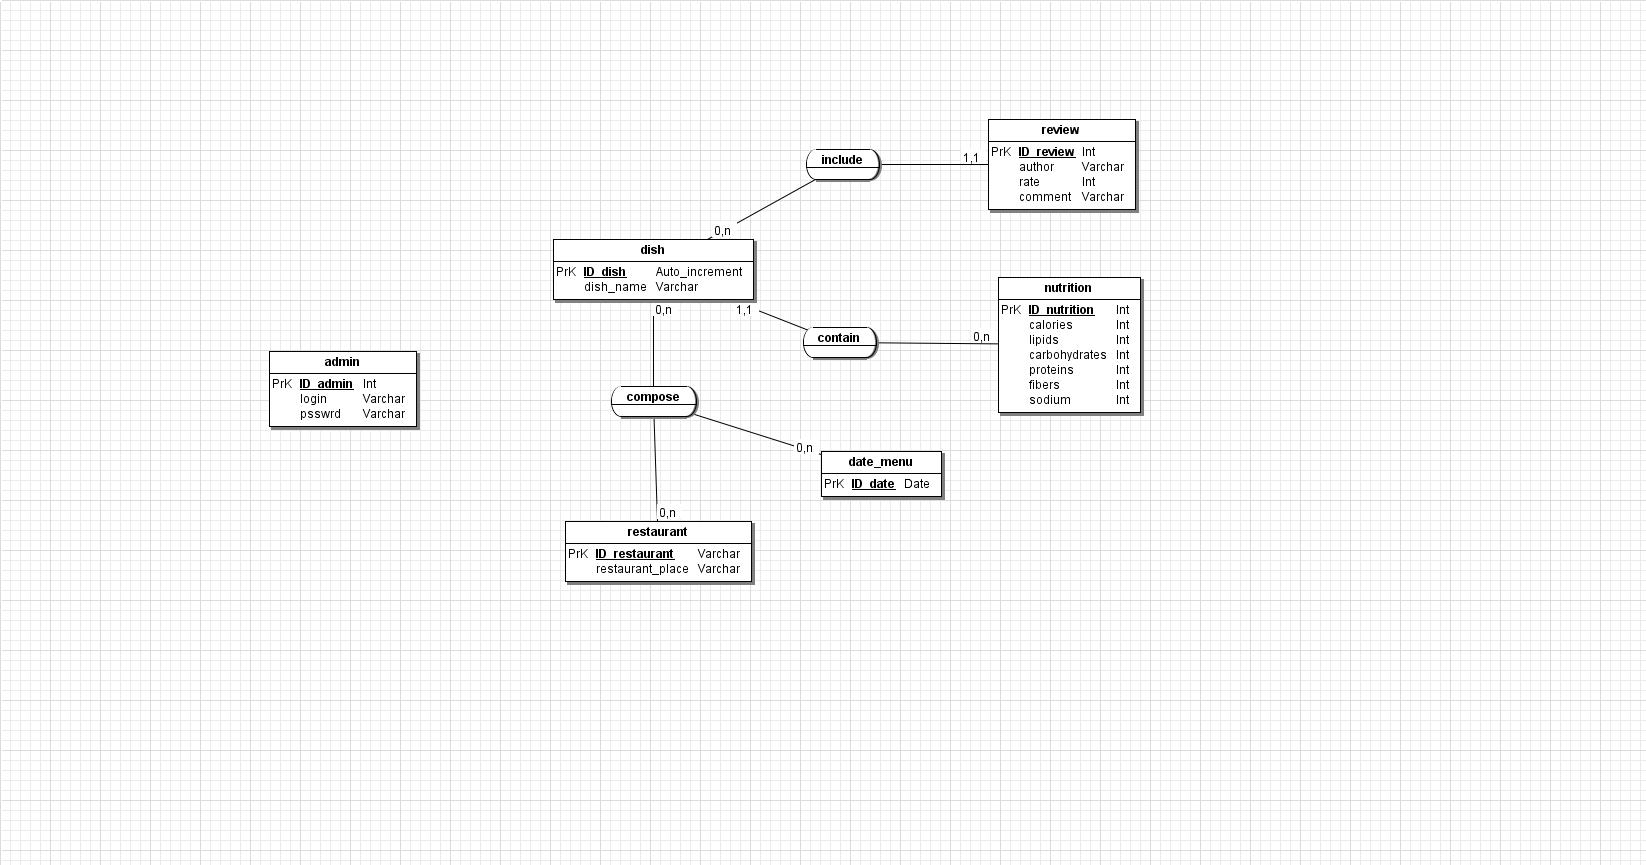 review
PrK ID_review Int
author Varchar
rate Int
comment Varchar
include
1,1
0,n
dish
PrK ID_dish Auto_increment
dish_name Varchar
0,n
1,1
contain
0,n
nutrition
PrK ID_nutrition Int
calories Int
lipids Int
carbohydrates Int
proteins Int
fibers Int
sodium Int
admin
PrK ID_admin Int
login Varchar
psswrd Varchar
compose
0,n
date_menu
PrK ID_date Date
0,n
restaurant
PrK ID_restaurant Varchar
restaurant_place Varchar